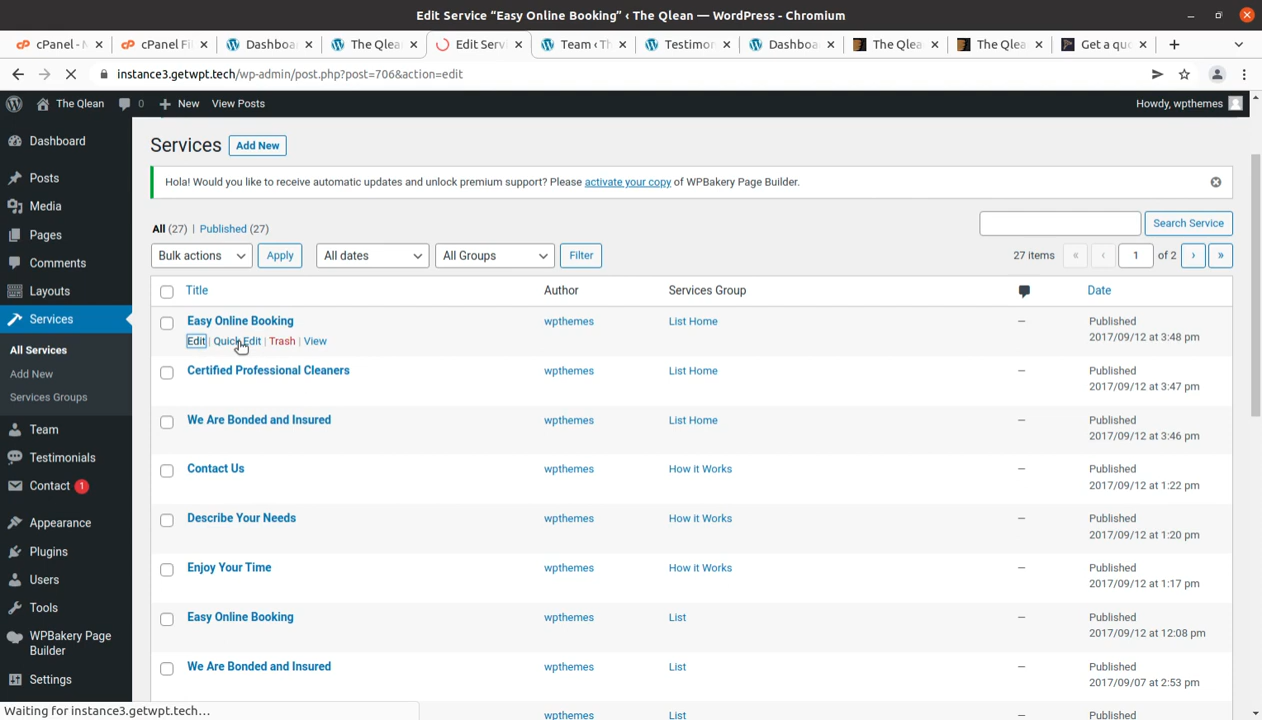 Edit Service “Easy Online Booking” ‹ The Qlean — WordPress - Chromium
cPanel - M
cPanel Fi
Dashboa
The Qlea
Edit Serv
Team ‹ Th
Testimor
Dashboa
The Qlea
The Qlea
Get a quo
instance3.getwpt.tech/wp-admin/post.php?post=706&action=edit
The Qlean
0
New
View Posts
Howdy, wpthemes
Dashboard
Posts
Media
Pages
Comments
Layouts
Services
All Services
Add New
Services Groups
Team
Testimonials
Contact 1
Appearance
Plugins
Users
Tools
WPBakery Page
Builder
Settings
Services Add New
Hola! Would you like to receive automatic updates and unlock premium support? Please activate your copy of WPBakery Page Builder.
All (27) | Published (27)
Search Service
Bulk actions Apply All dates All Groups Filter
27 items « ‹ 1 of 2 › »
Title Author Services Group Date
Easy Online Booking wpthemes List Home — Published
Edit | Quick Edit | Trash | View 2017/09/12 at 3:48 pm
Certified Professional Cleaners wpthemes List Home — Published
2017/09/12 at 3:47 pm
We Are Bonded and Insured wpthemes List Home — Published
2017/09/12 at 3:46 pm
Contact Us wpthemes How it Works — Published
2017/09/12 at 1:22 pm
Describe Your Needs wpthemes How it Works — Published
2017/09/12 at 1:20 pm
Enjoy Your Time wpthemes How it Works — Published
2017/09/12 at 1:17 pm
Easy Online Booking wpthemes List — Published
2017/09/12 at 12:08 pm
We Are Bonded and Insured wpthemes List — Published
2017/09/07 at 2:53 pm
List — Published
Waiting for instance3.getwpt.tech…